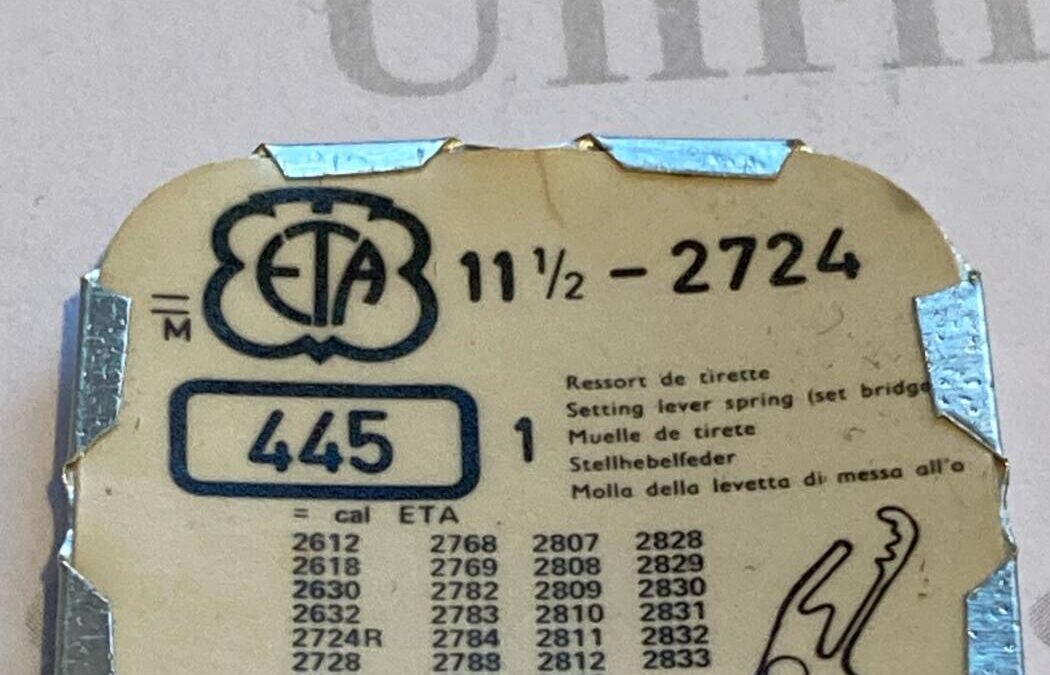 ETA 11 ½ - 2724
M
445 1
Ressort de tirette
Setting lever spring (set bridge
Muelle de tirete
Stellhebelfeder
Molla della levetta di messa all'o
= cal ETA
2612 2768 2807 2828
2618 2769 2808 2829
2630 2782 2809 2830
2632 2783 2810 2831
2724R 2784 2811 2832
2728 2788 2812 2833